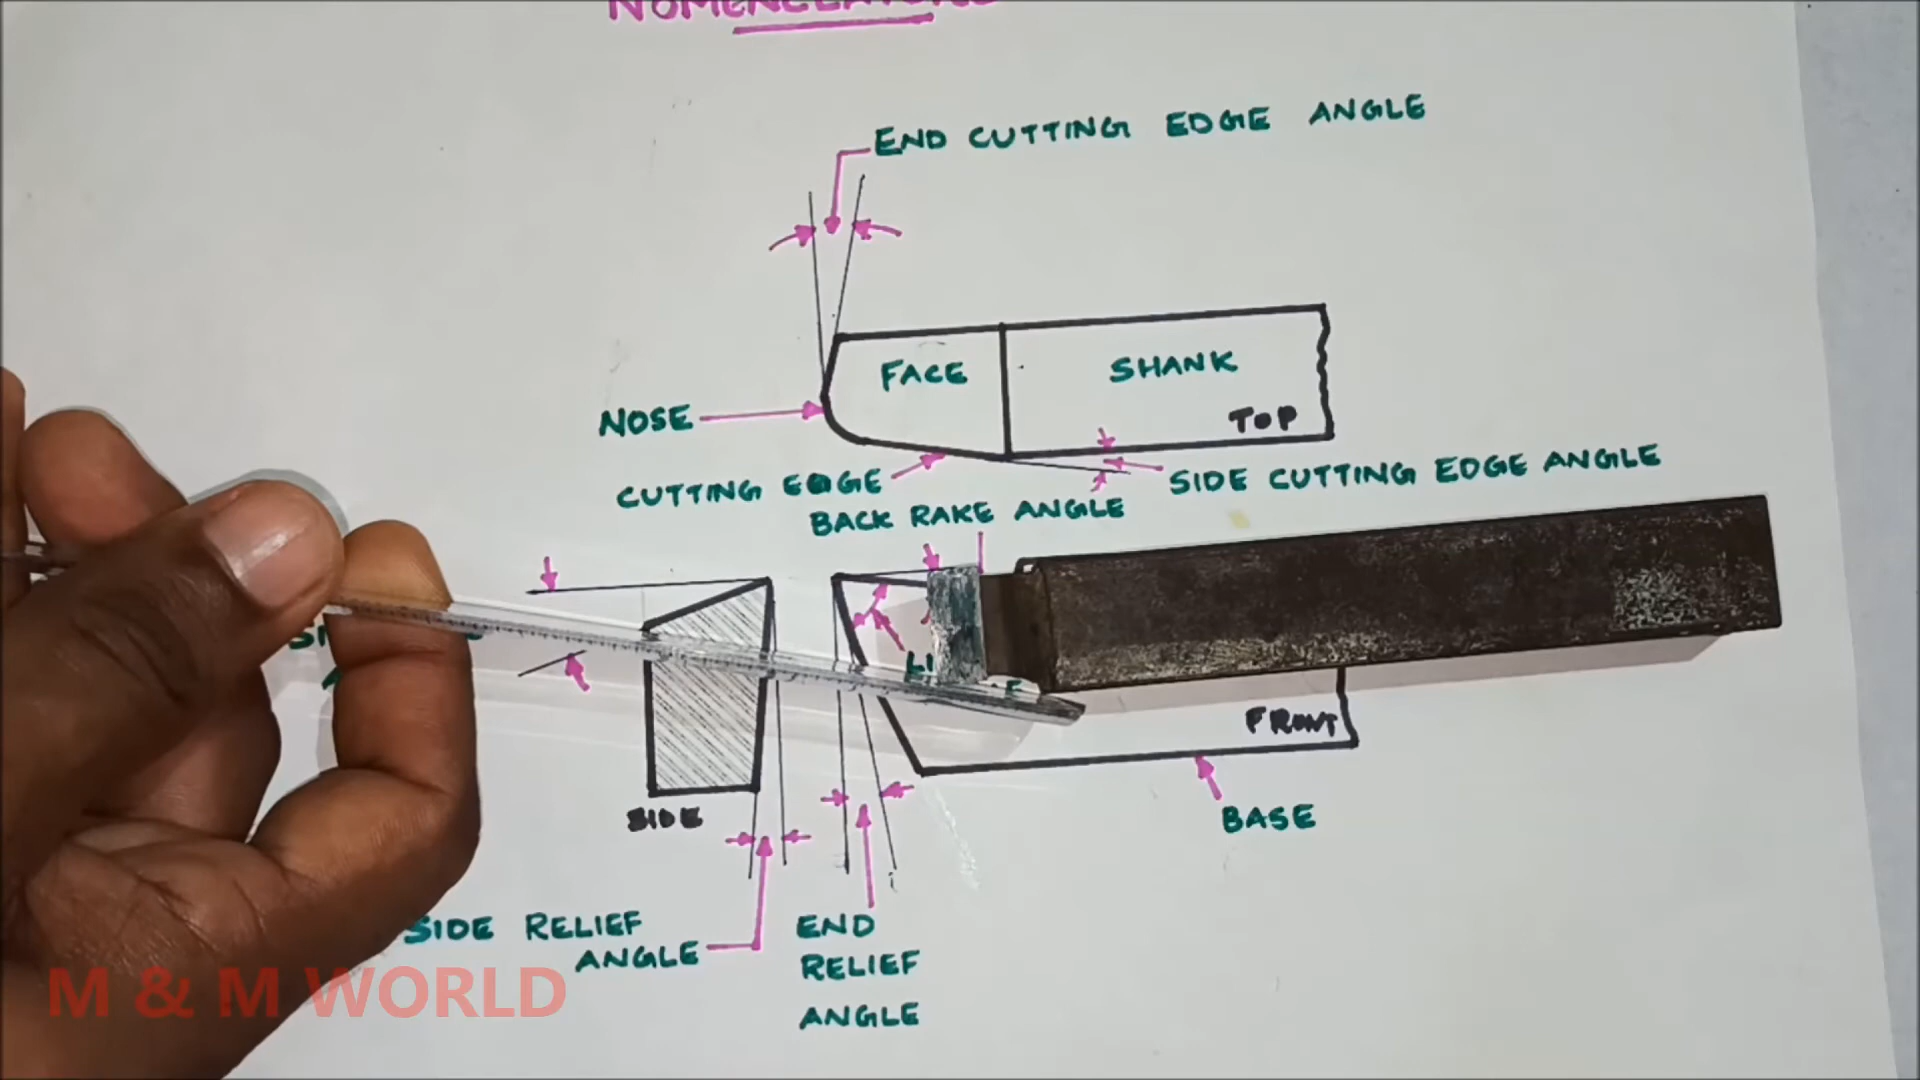 END CUTTING EDGE ANGLE
FACE
SHANK
TOP
NOSE
CUTTING EDGE
SIDE CUTTING EDGE ANGLE
BACK RAKE ANGLE
FRONT
SIDE
BASE
SIDE RELIEF
ANGLE
END
RELIEF
ANGLE
M & M WORLD